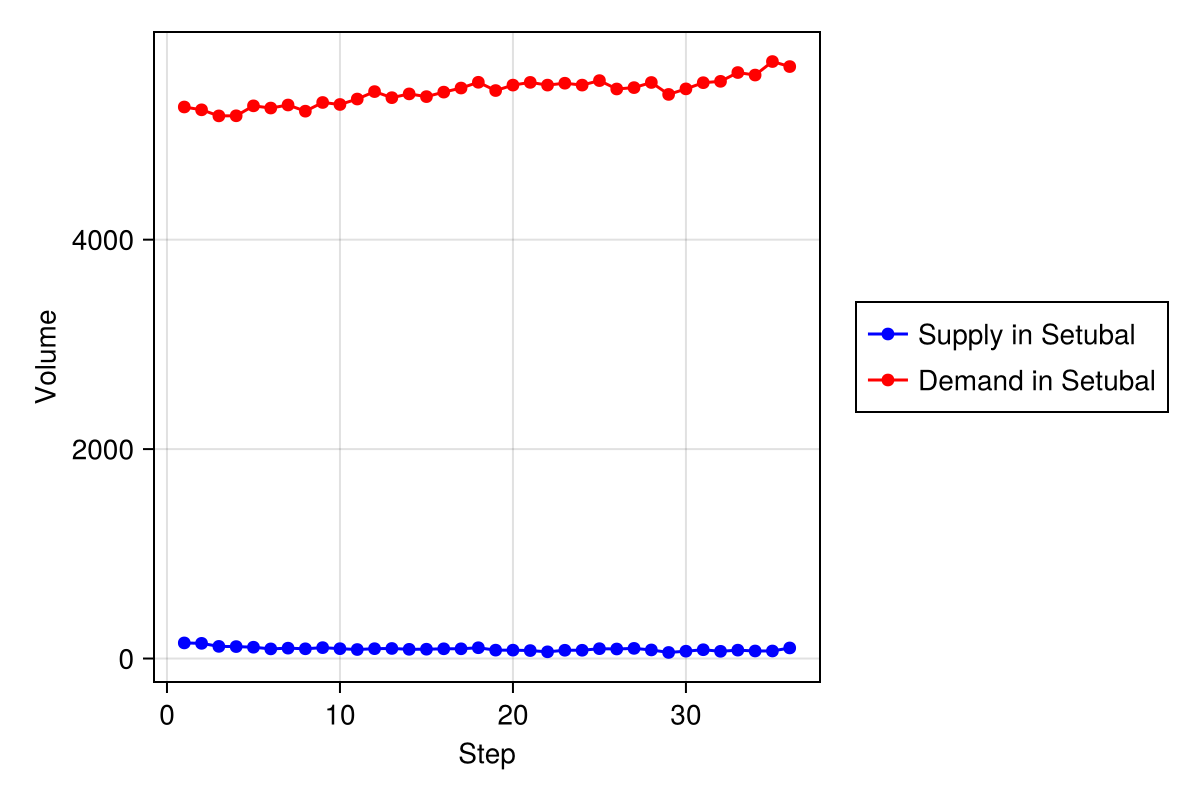 4000
2000
0
Volume
0 10 20 30
Step
Supply in Setubal
Demand in Setubal